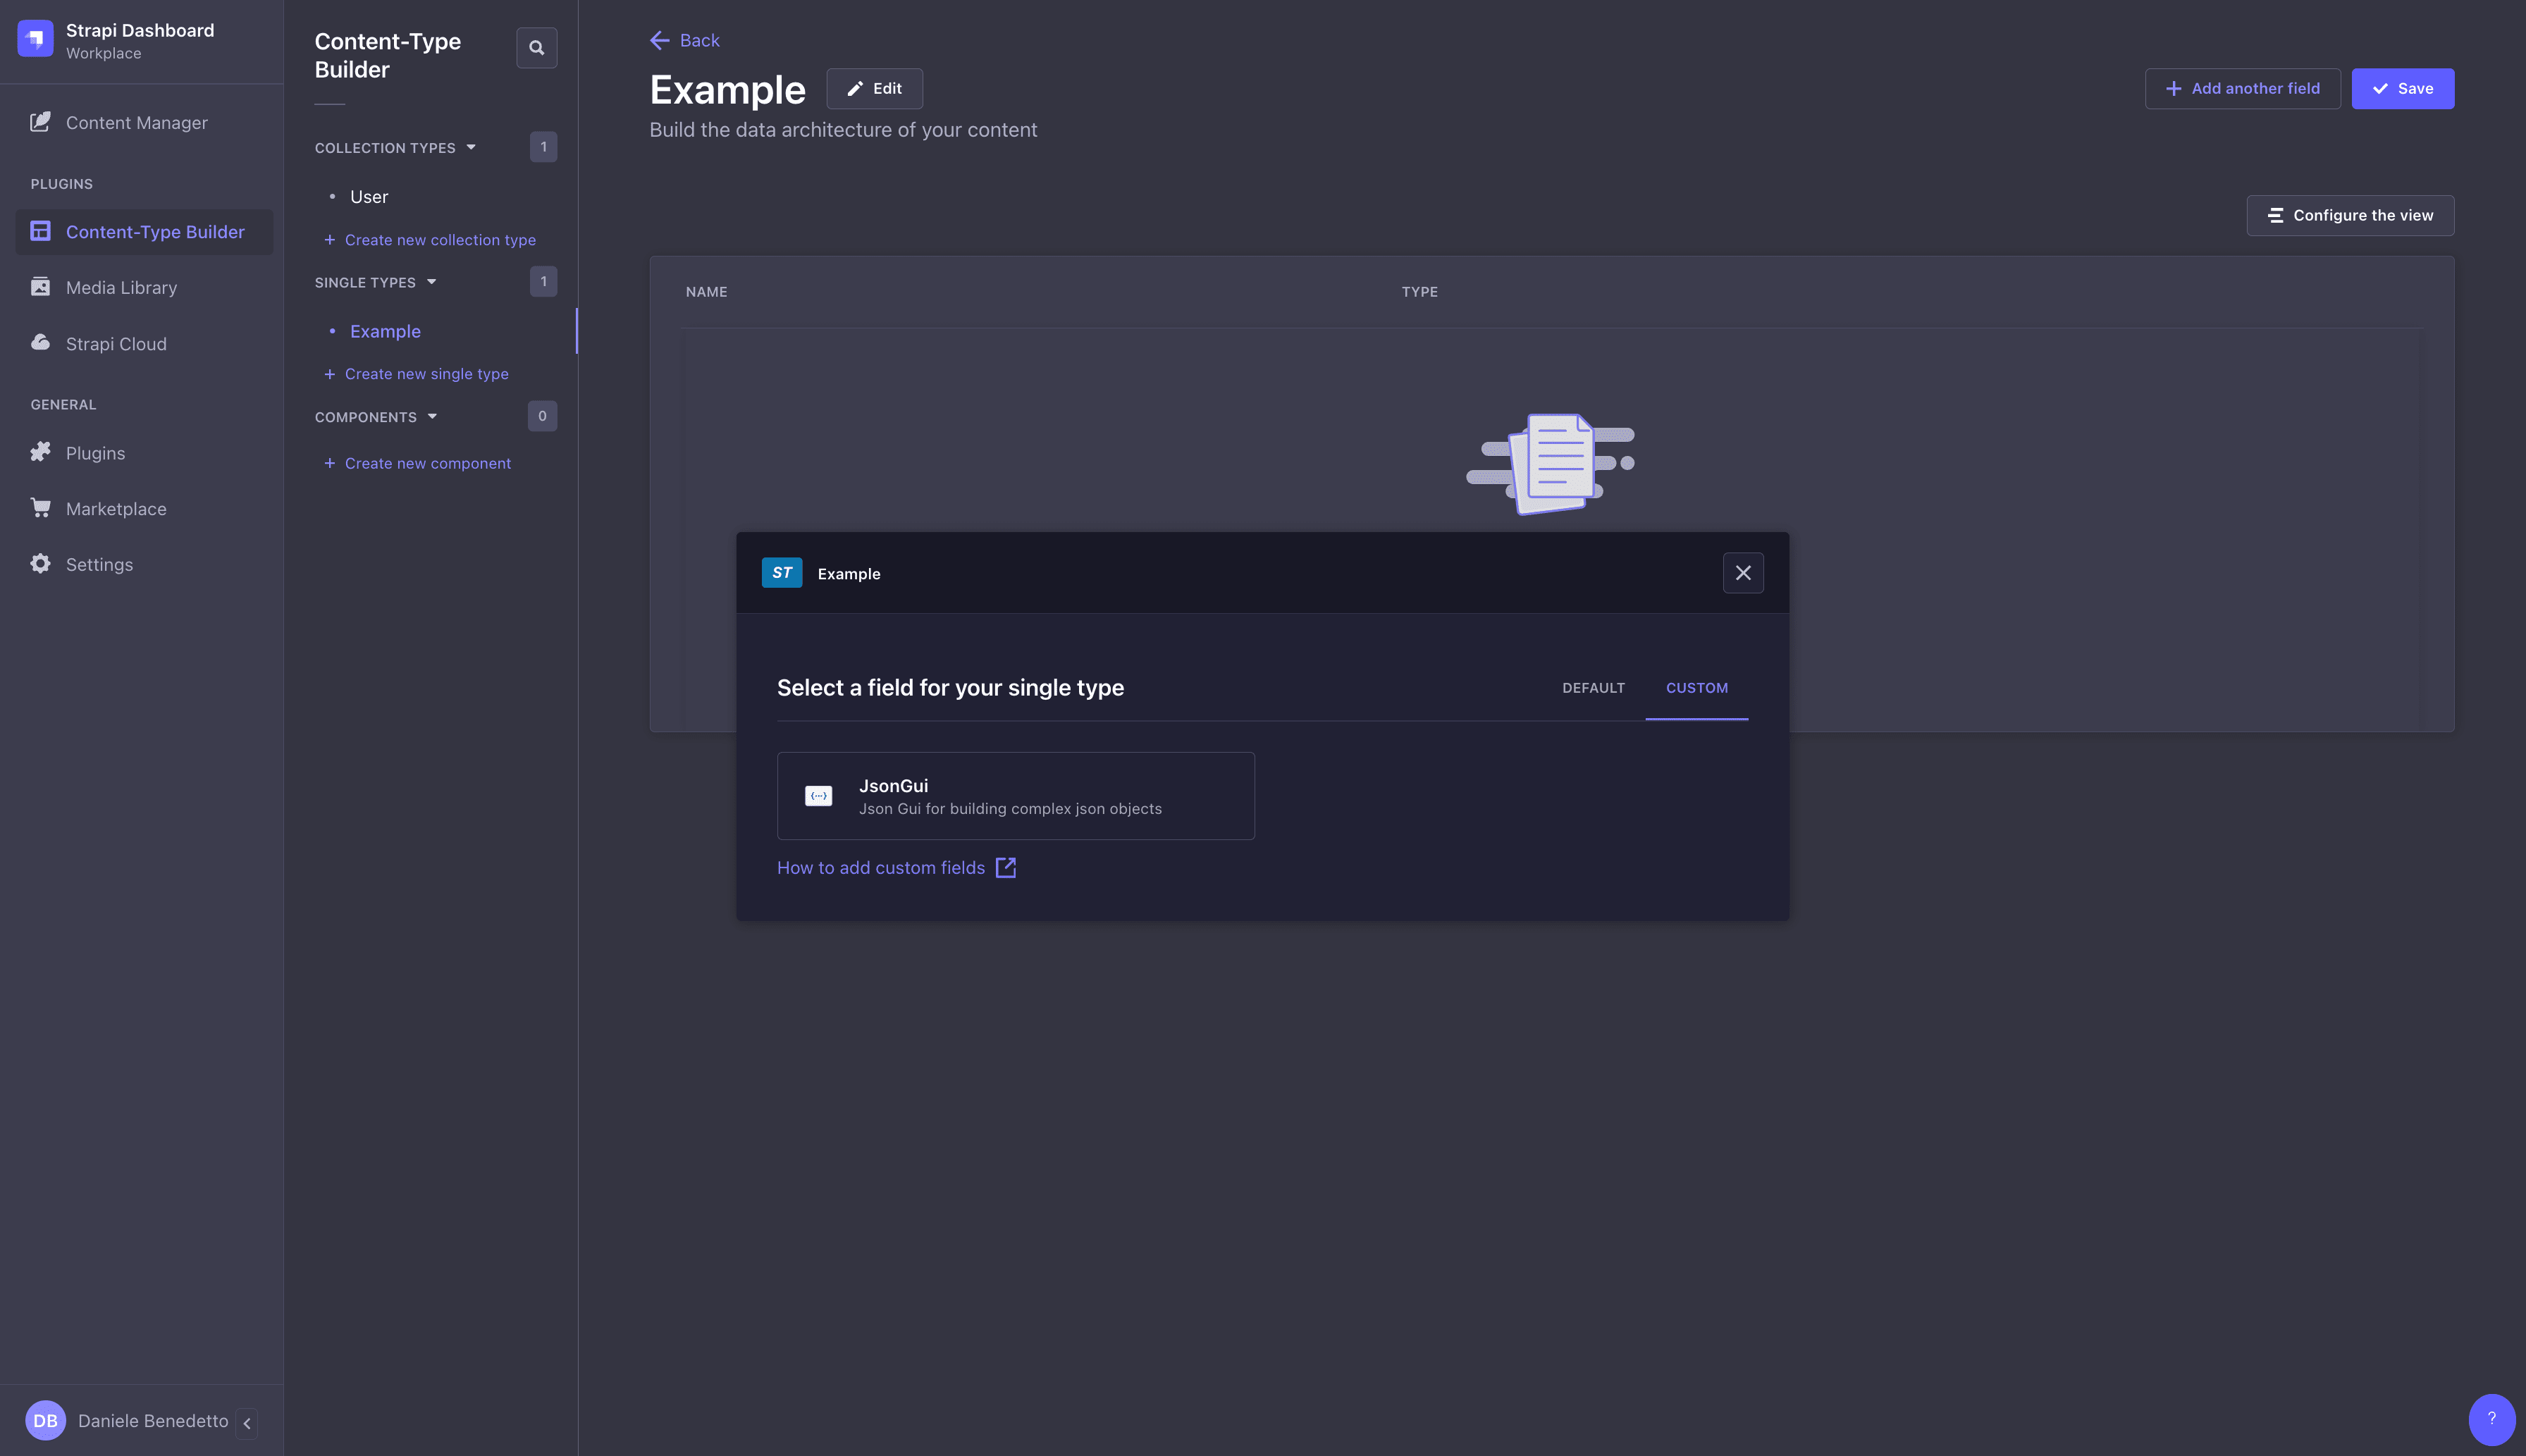 Strapi Dashboard
Workplace
Content Manager
PLUGINS
Content-Type Builder
Media Library
Strapi Cloud
GENERAL
Plugins
Marketplace
Settings
DB
Daniele Benedetto
Content-Type
Builder
COLLECTION TYPES
1
User
+ Create new collection type
SINGLE TYPES
1
Example
+ Create new single type
COMPONENTS
0
+ Create new component
Back
Example
Edit
Add another field
Save
Build the data architecture of your content
Configure the view
NAME
TYPE
ST
Example
Select a field for your single type
DEFAULT
CUSTOM
{···}
JsonGui
Json Gui for building complex json objects
How to add custom fields
?